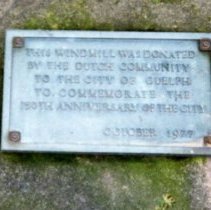 THIS WINDMILL WAS DONATED
BY THE DUTCH COMMUNITY
TO THE CITY OF GUELPH
TO COMMEMORATE THE
150TH ANNIVERSARY OF THE CITY
OCTOBER 1977